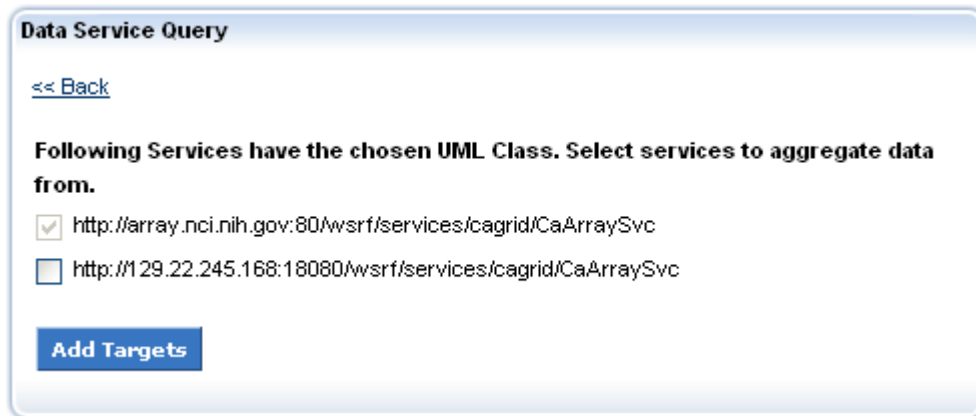 Data Service Query
<< Back
Following Services have the chosen UML Class. Select services to aggregate data
from.
http://array.nci.nih.gov:80/wsrf/services/cagrid/CaArraySvc
http://129.22.245.168:18080/wsrf/services/cagrid/CaArraySvc
Add Targets